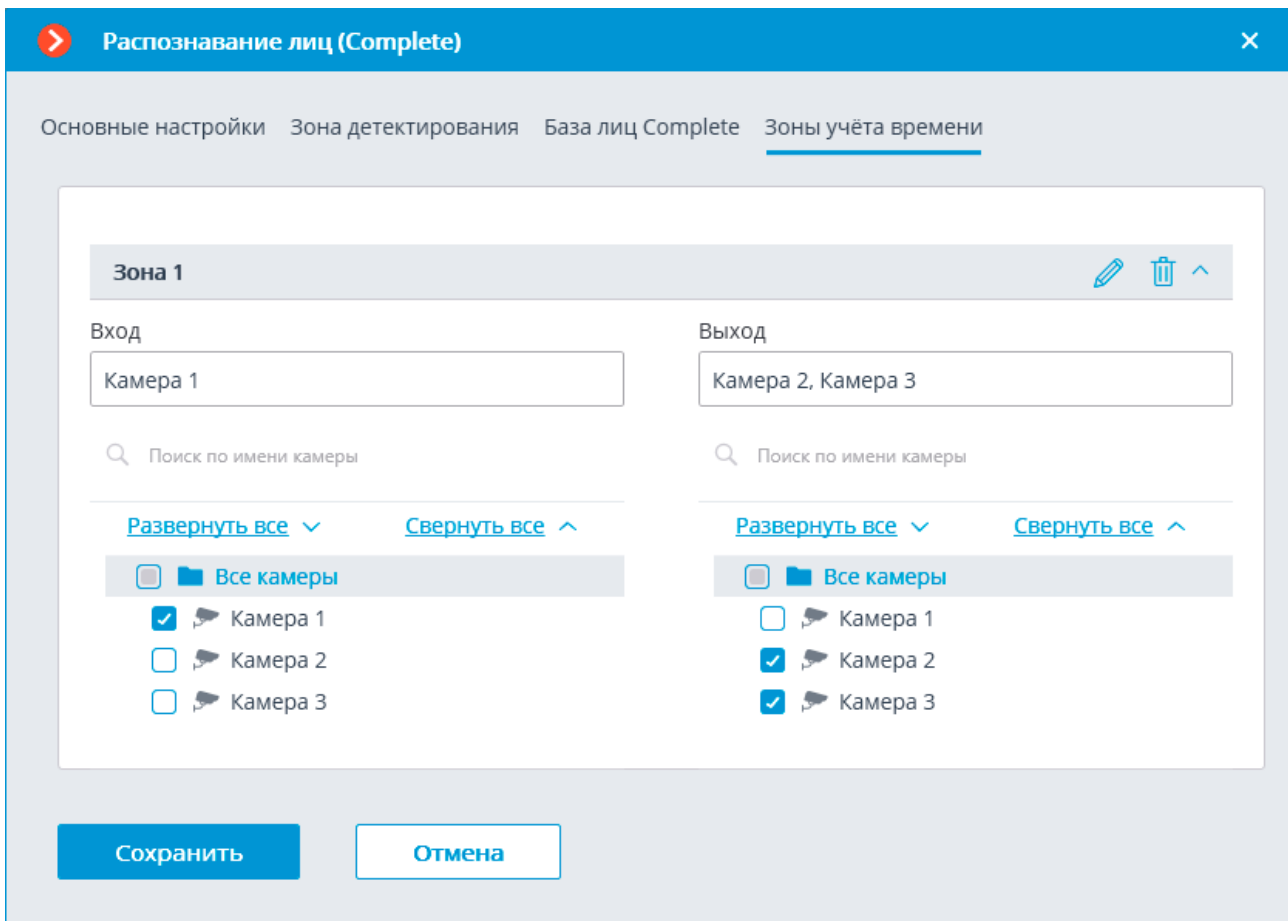 Распознавание лиц (Complete)
Основные настройки Зона детектирования База лиц Complete Зоны учёта времени
Зона 1
Вход Выход
Камера 1 Камера 2, Камера 3
Поиск по имени камеры Поиск по имени камеры
Развернуть все Свернуть все Развернуть все Свернуть все
Все камеры Все камеры
Камера 1 Камера 1
Камера 2 Камера 2
Камера 3 Камера 3
Сохранить Отмена